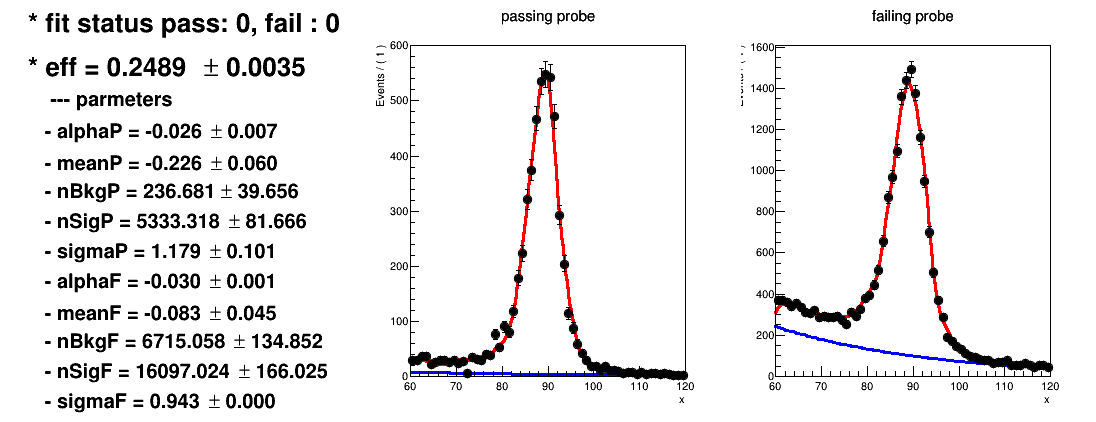 * fit status pass: 0, fail : 0
* eff = 0.2489 ± 0.0035
--- parmeters
- alphaP = -0.026 ± 0.007
- meanP = -0.226 ± 0.060
- nBkgP = 236.681 ± 39.656
- nSigP = 5333.318 ± 81.666
- sigmaP = 1.179 ± 0.101
- alphaF = -0.030 ± 0.001
- meanF = -0.083 ± 0.045
- nBkgF = 6715.058 ± 134.852
- nSigF = 16097.024 ± 166.025
- sigmaF = 0.943 ± 0.000
passing probe
Events / ( 1 )
600
500
400
300
200
100
0
60 70 80 90 100 110 120
x
failing probe
1600
1400
1200
1000
800
600
400
200
0
60 70 80 90 100 110 120
x